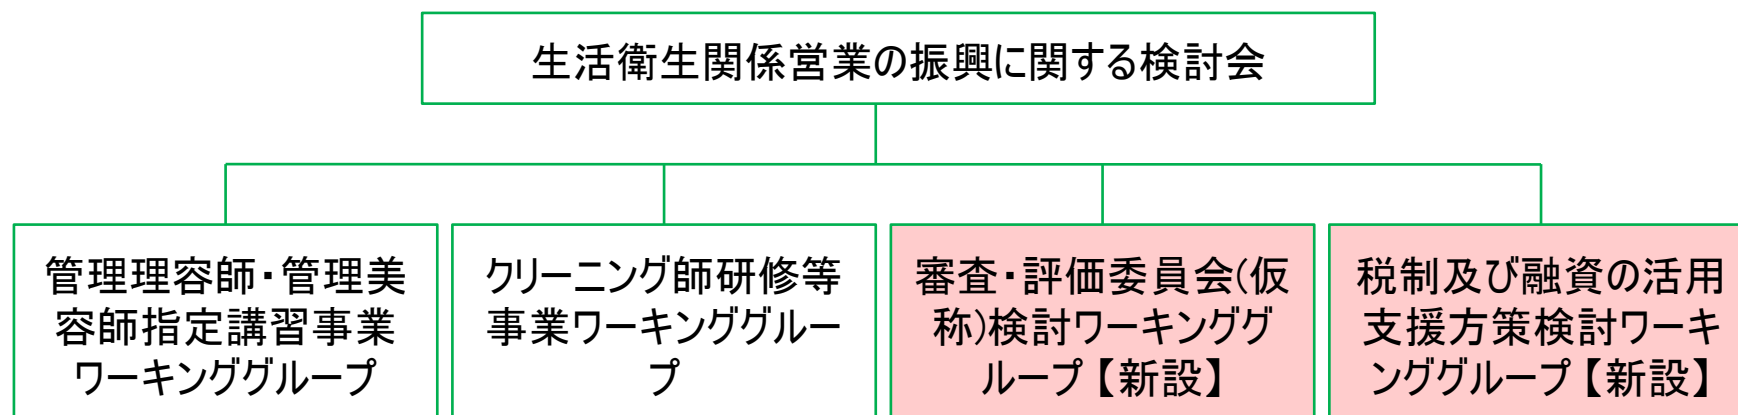 生活衛生関係営業の振興に関する検討会
管理理容師・管理美
容師指定講習事業
ワーキンググループ
クリーニング師研修等
事業ワーキンググルー
プ
審査・評価委員会(仮
称)検討ワーキンググ
ループ【新設】
税制及び融資の活用
支援方策検討ワーキ
ンググループ【新設】